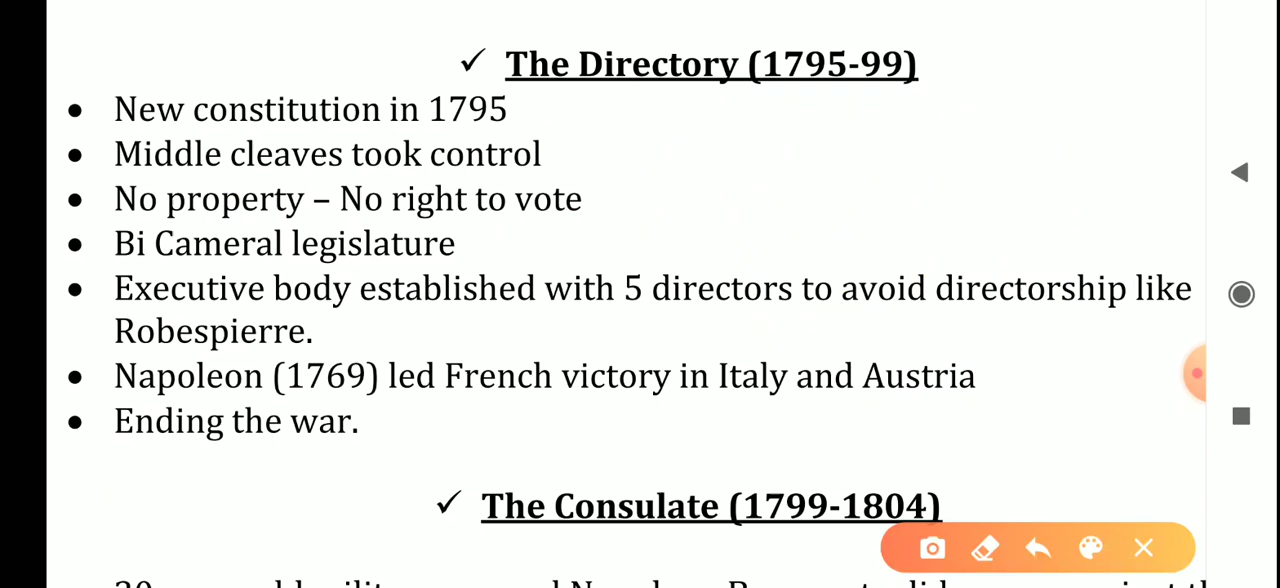 ✓ The Directory (1795-99)
• New constitution in 1795
• Middle cleaves took control
• No property – No right to vote
• Bi Cameral legislature
• Executive body established with 5 directors to avoid directorship like
Robespierre.
• Napoleon (1769) led French victory in Italy and Austria
• Ending the war.
✓ The Consulate (1799-1804)